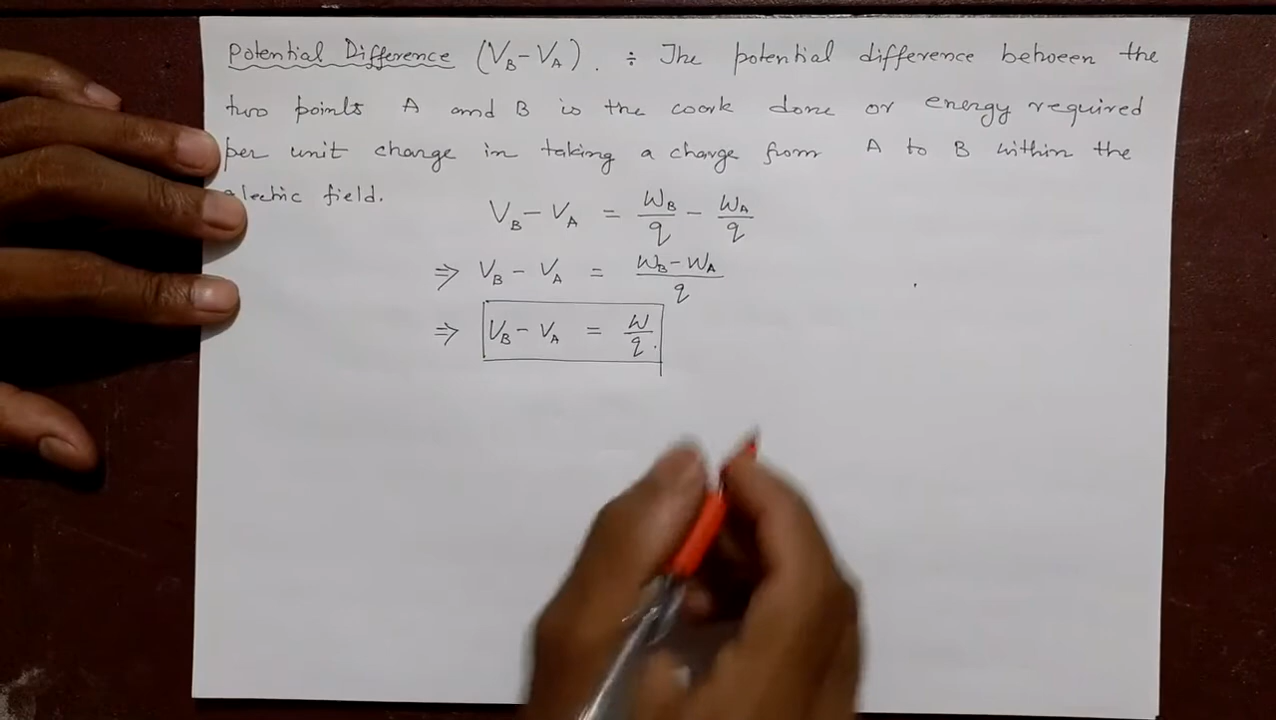 Potential Difference (V_B - V_A). ÷ The potential difference between the
two points A and B is the work done or energy required
per unit charge in taking a charge from A to B within the
electric field.
V_B - V_A = W_B/q - W_A/q
⇒ V_B - V_A = (W_B - W_A)/q
⇒ V_B - V_A = W/q.